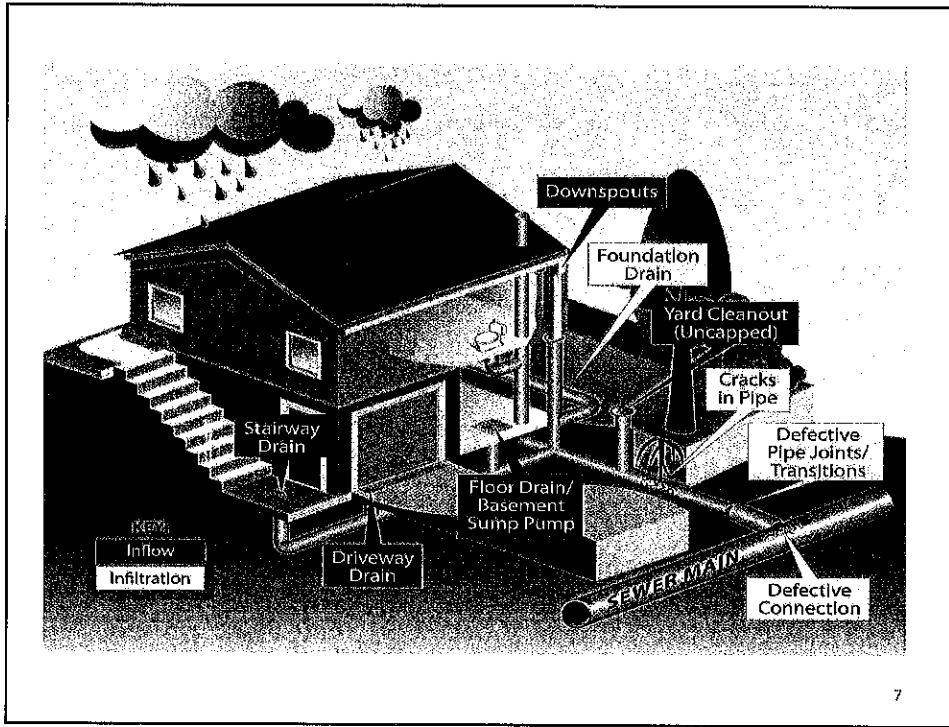 Downspouts
Foundation
Drain
Yard Cleanout
(Uncapped)
Cracks
in Pipe
Defective
Pipe Joints/
Transitions
Stairway
Drain
Floor Drain/
Basement
Sump Pump
Driveway
Drain
KEY
Inflow
Infiltration
SEWER MAIN
Defective
Connection
7